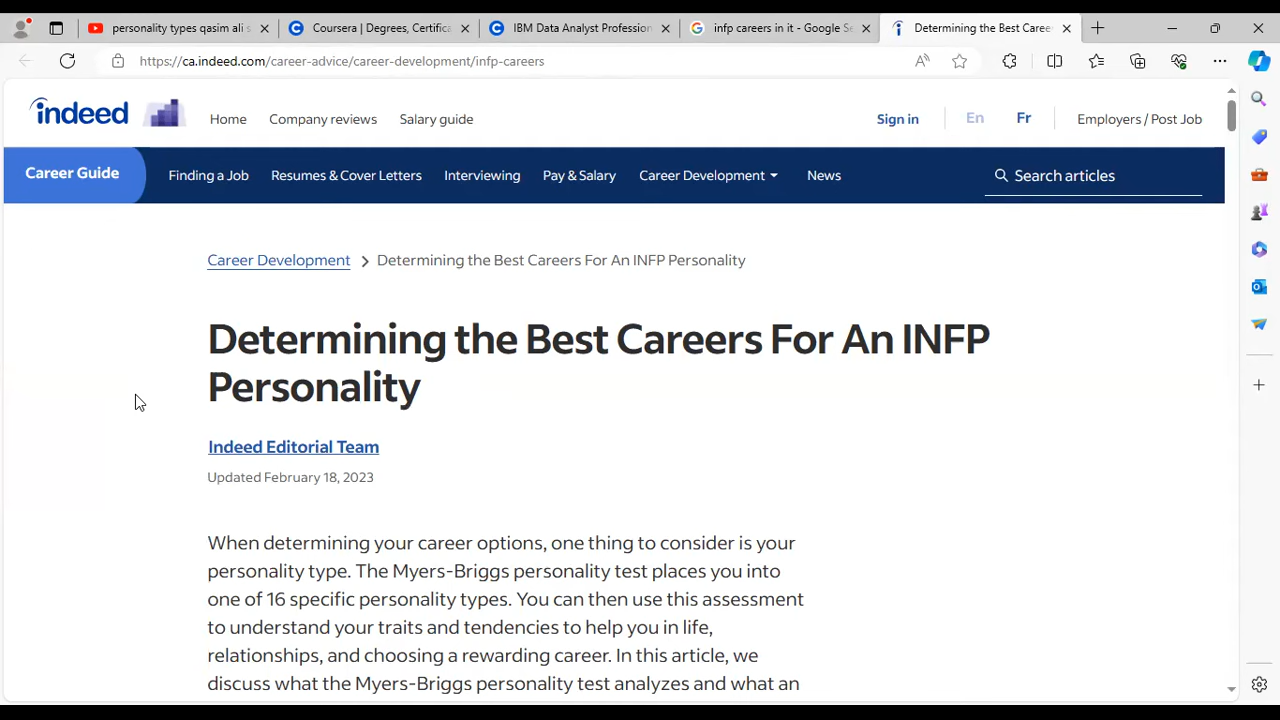 personality types qasim ali s
Coursera | Degrees, Certifica
IBM Data Analyst Profession
infp careers in it - Google Se
Determining the Best Caree
https://ca.indeed.com/career-advice/career-development/infp-careers
indeed
Home
Company reviews
Salary guide
Sign in
En
Fr
Employers / Post Job
Career Guide
Finding a Job
Resumes & Cover Letters
Interviewing
Pay & Salary
Career Development
News
Search articles
Career Development > Determining the Best Careers For An INFP Personality
Determining the Best Careers For An INFP
Personality
Indeed Editorial Team
Updated February 18, 2023
When determining your career options, one thing to consider is your
personality type. The Myers-Briggs personality test places you into
one of 16 specific personality types. You can then use this assessment
to understand your traits and tendencies to help you in life,
relationships, and choosing a rewarding career. In this article, we
discuss what the Myers-Briggs personality test analyzes and what an